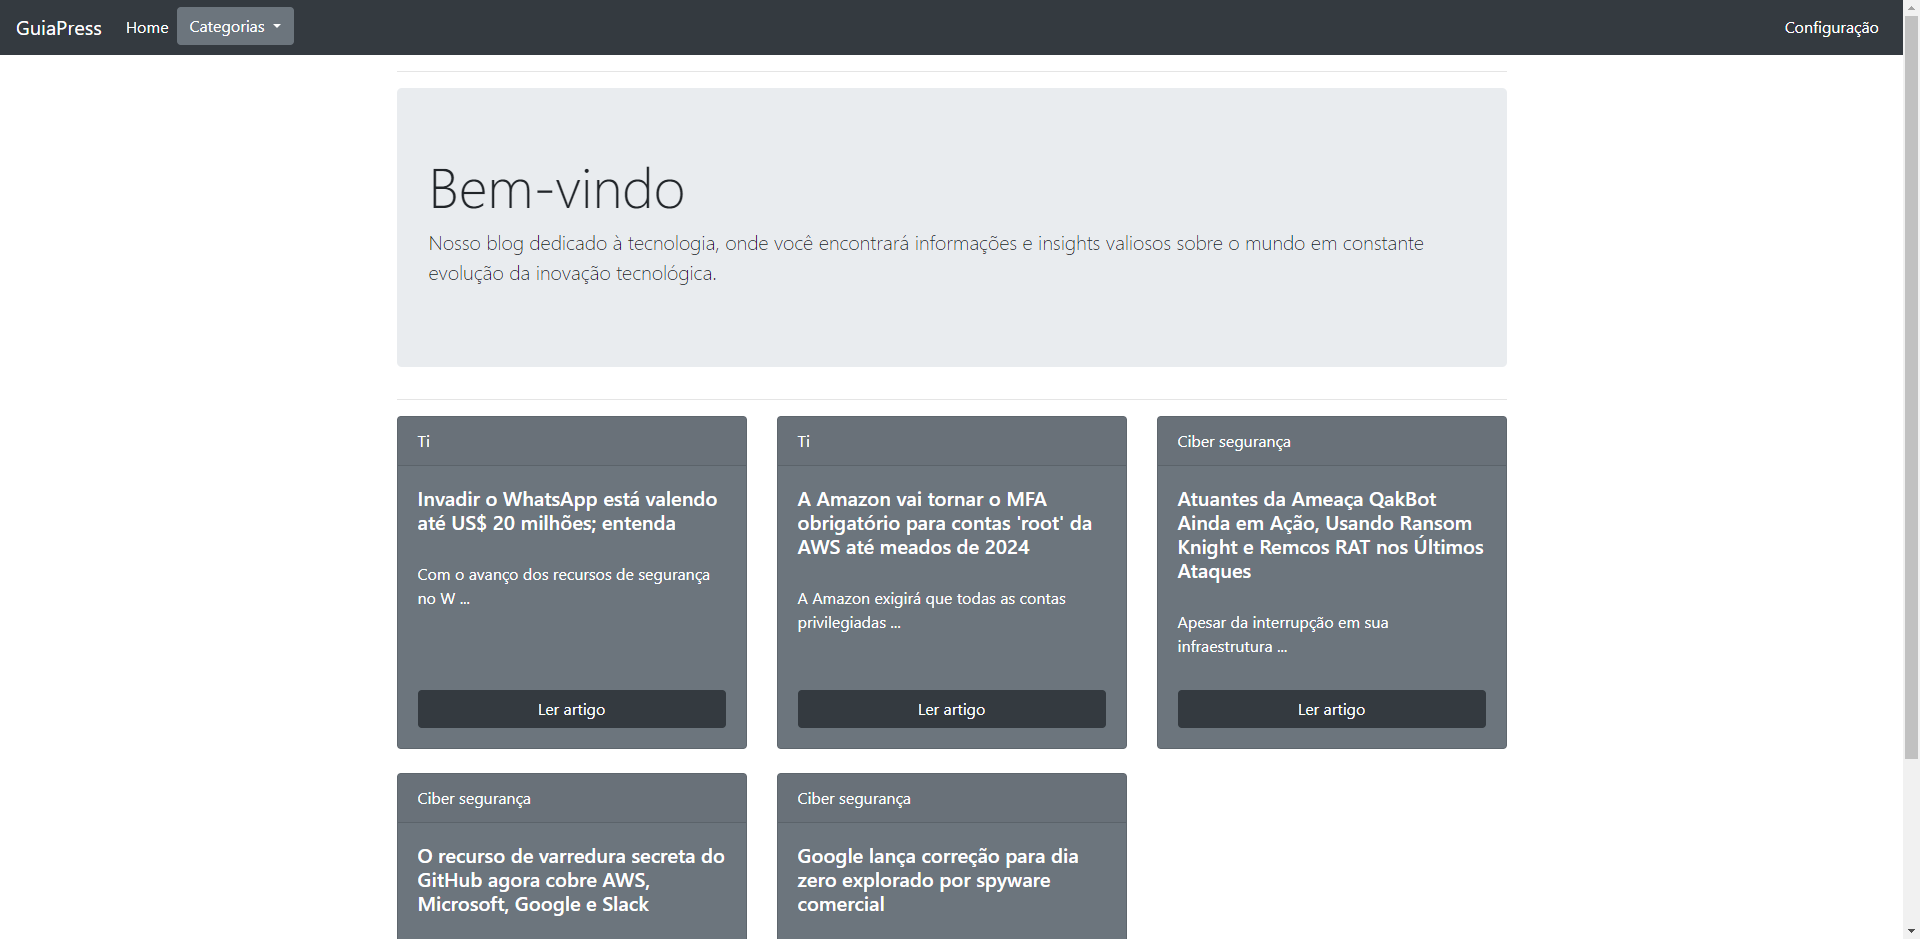 GuiaPress Home Categorias Configuração
Bem-vindo
Nosso blog dedicado à tecnologia, onde você encontrará informações e insights valiosos sobre o mundo em constante
evolução da inovação tecnológica.
Ti
Invadir o WhatsApp está valendo
até US$ 20 milhões; entenda
Com o avanço dos recursos de segurança
no W ...
Ler artigo
Ti
A Amazon vai tornar o MFA
obrigatório para contas 'root' da
AWS até meados de 2024
A Amazon exigirá que todas as contas
privilegiadas ...
Ler artigo
Ciber segurança
Atuantes da Ameaça QakBot
Ainda em Ação, Usando Ransom
Knight e Remcos RAT nos Últimos
Ataques
Apesar da interrupção em sua
infraestrutura ...
Ler artigo
Ciber segurança
O recurso de varredura secreta do
GitHub agora cobre AWS,
Microsoft, Google e Slack
Ciber segurança
Google lança correção para dia
zero explorado por spyware
comercial